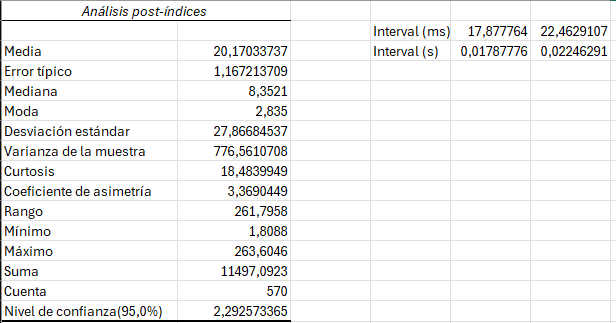 Análisis post-índices
Interval (ms) 17,877764 22,4629107
Media 20,17033737 Interval (s) 0,01787776 0,02246291
Error típico 1,167213709
Mediana 8,3521
Moda 2,835
Desviación estándar 27,86684537
Varianza de la muestra 776,5610708
Curtosis 18,4839949
Coeficiente de asimetría 3,3690449
Rango 261,7958
Mínimo 1,8088
Máximo 263,6046
Suma 11497,0923
Cuenta 570
Nivel de confianza(95,0%) 2,292573365